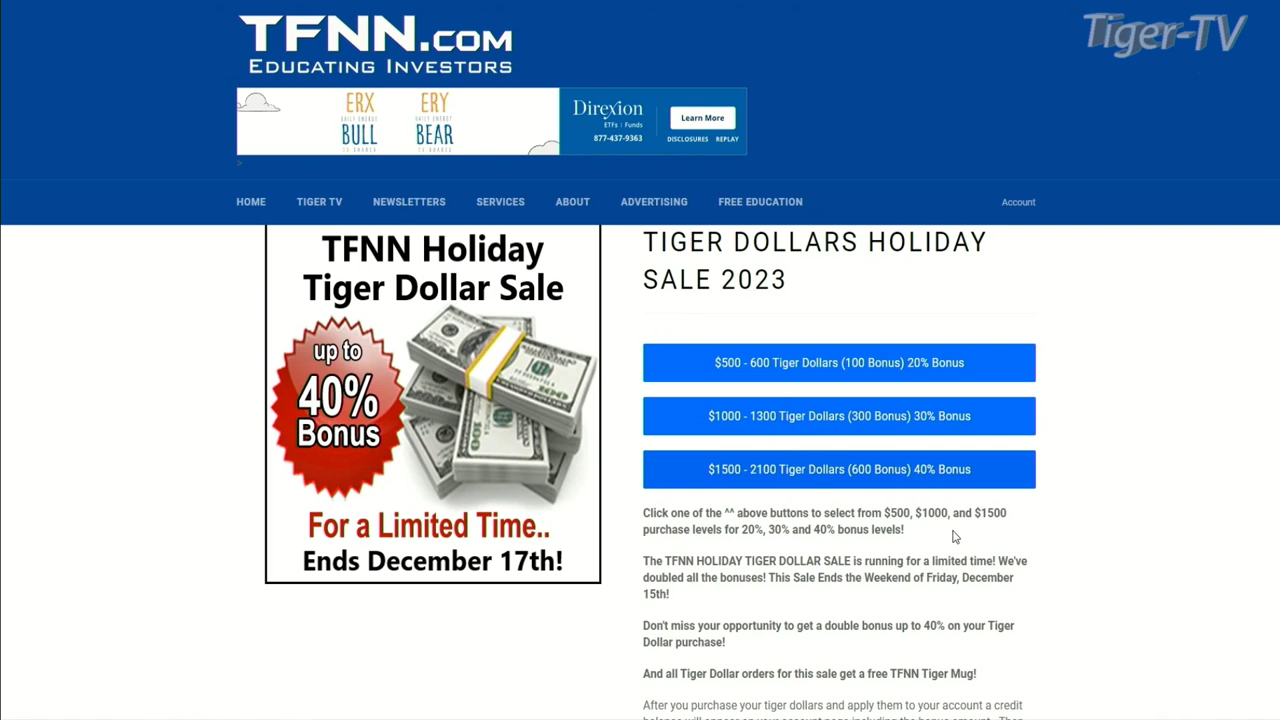 TFNN.COM
EDUCATING INVESTORS
Tiger-TV
ERX
DAILY ENERGY
BULL
ERY
DAILY ENERGY
BEAR
Direxion
ETFs | Funds
877-437-9363
Learn More
DISCLOSURES REPLAY
>
HOME TIGER TV NEWSLETTERS SERVICES ABOUT ADVERTISING FREE EDUCATION Account
TFNN Holiday
Tiger Dollar Sale
up to
40%
Bonus
For a Limited Time..
Ends December 17th!
TIGER DOLLARS HOLIDAY
SALE 2023
$500 - 600 Tiger Dollars (100 Bonus) 20% Bonus
$1000 - 1300 Tiger Dollars (300 Bonus) 30% Bonus
$1500 - 2100 Tiger Dollars (600 Bonus) 40% Bonus
Click one of the ^^ above buttons to select from $500, $1000, and $1500
purchase levels for 20%, 30% and 40% bonus levels!
The TFNN HOLIDAY TIGER DOLLAR SALE is running for a limited time! We've
doubled all the bonuses! This Sale Ends the Weekend of Friday, December
15th!
Don't miss your opportunity to get a double bonus up to 40% on your Tiger
Dollar purchase!
And all Tiger Dollar orders for this sale get a free TFNN Tiger Mug!
After you purchase your tiger dollars and apply them to your account a credit